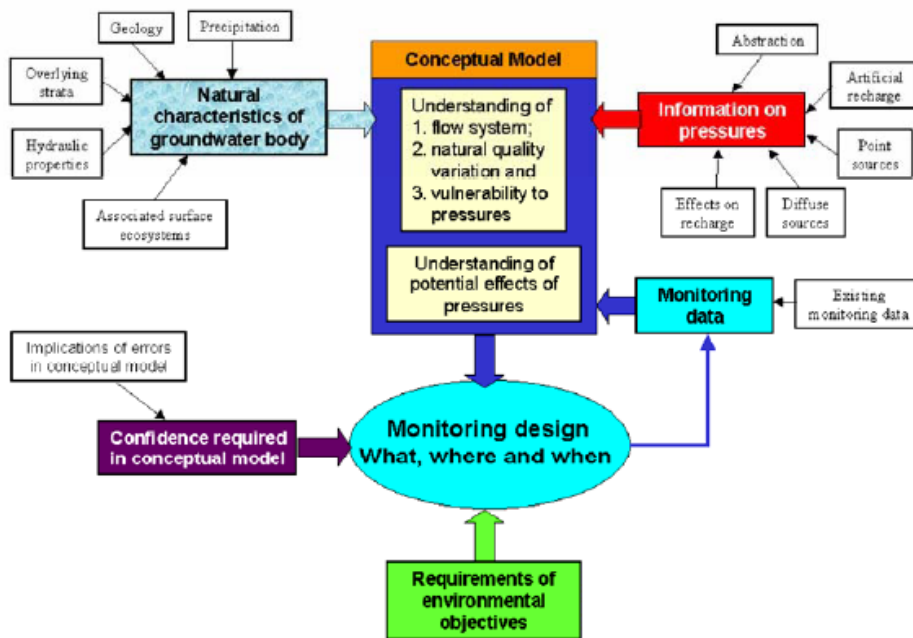 Geology
Precipitation
Overlying
strata
Hydraulic
properties
Associated surface
ecosystems
Natural
characteristics of
groundwater body
Conceptual Model
Understanding of
1. flow system;
2. natural quality
variation and
3. vulnerability to
pressures
Understanding of
potential effects of
pressures
Abstraction
Artificial
recharge
Information on
pressures
Point
sources
Effects on
recharge
Diffuse
sources
Monitoring
data
Existing
monitoring data
Implications of errors
in conceptual model
Confidence required
in conceptual model
Monitoring design
What, where and when
Requirements of
environmental
objectives